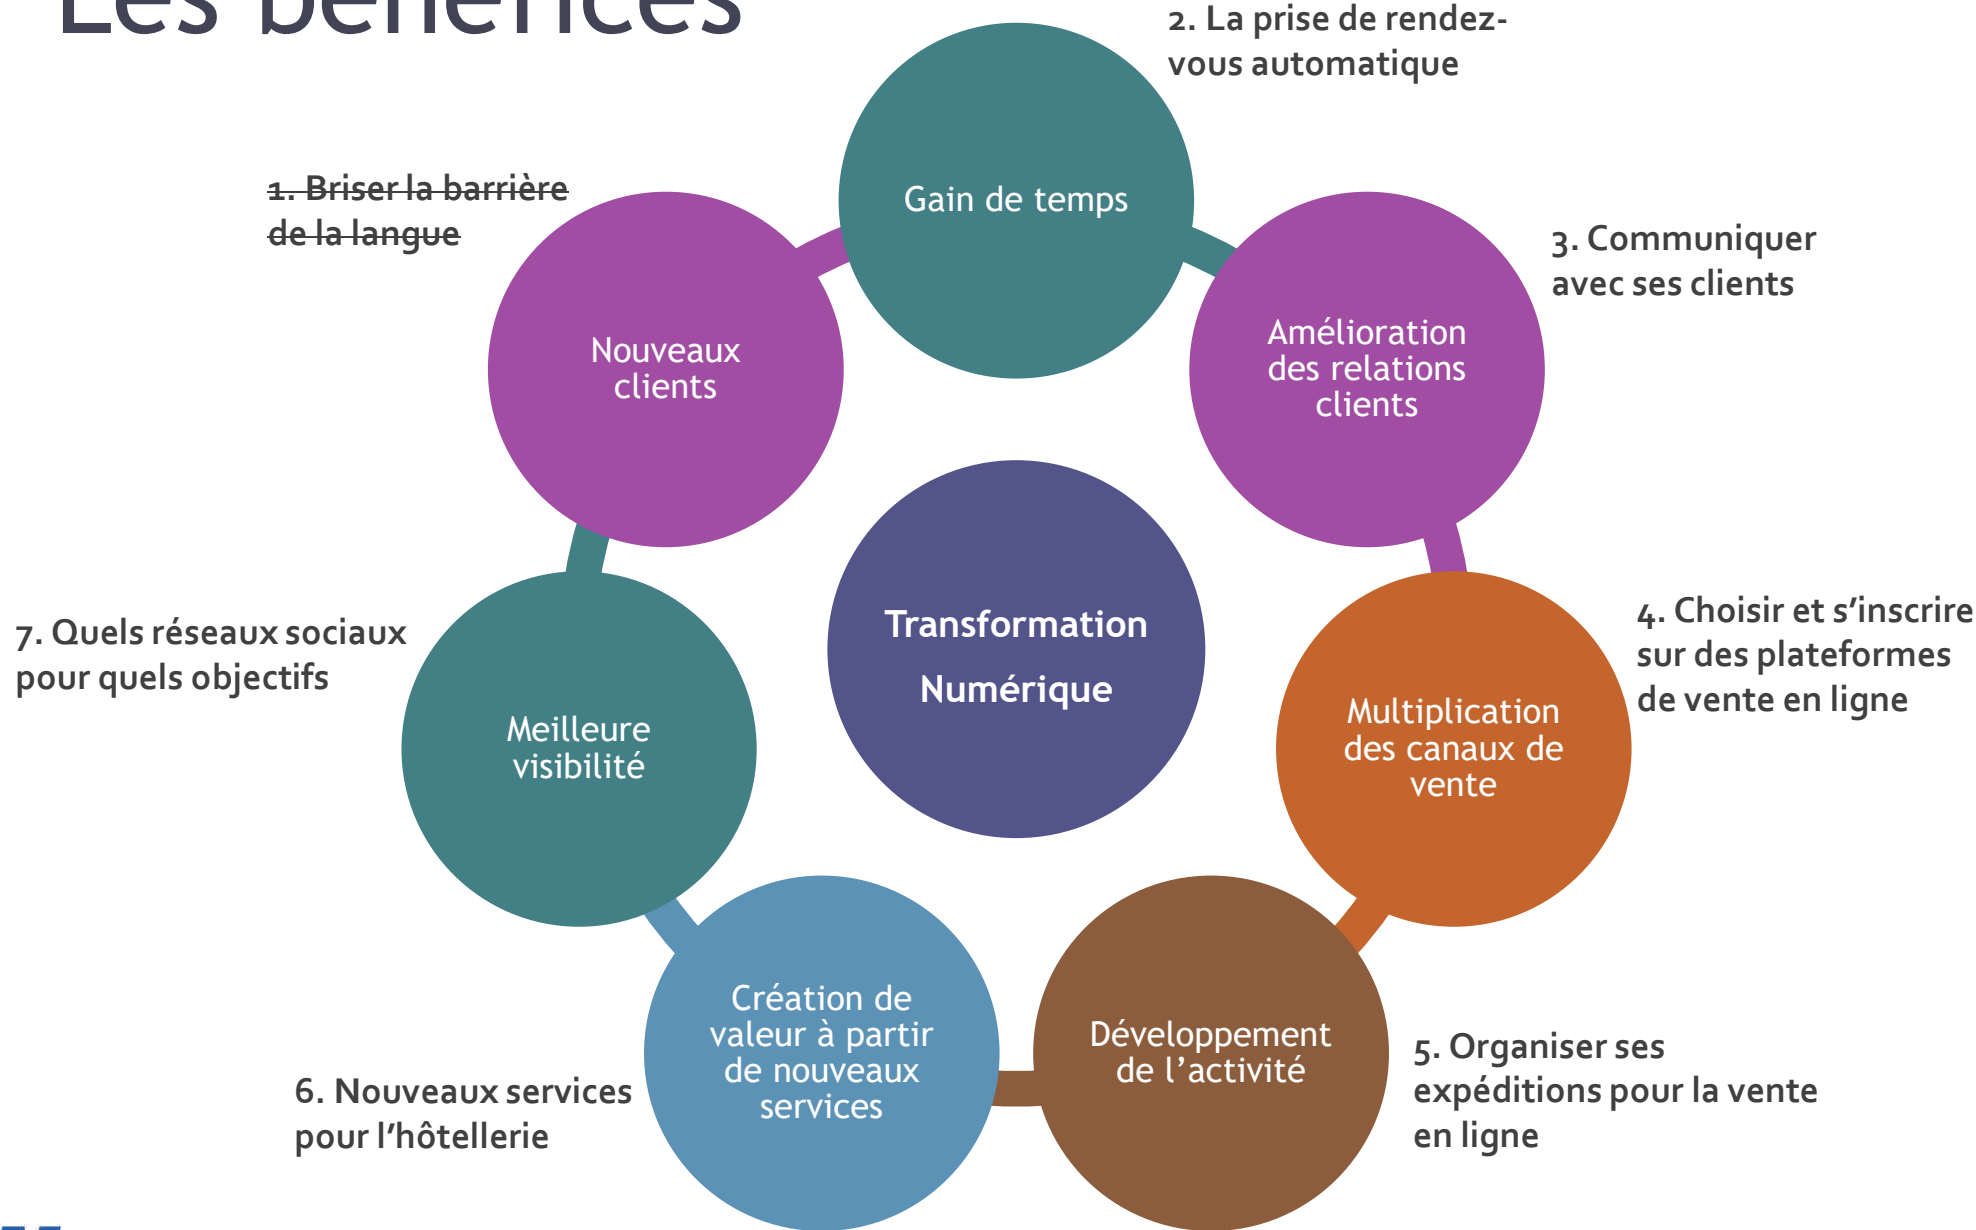 Les bénéfices
2. La prise de rendez-
vous automatique
Gain de temps
1. Briser la barrière
de la langue
3. Communiquer
avec ses clients
Nouveaux
clients
Amélioration
des relations
clients
Transformation
Numérique
4. Choisir et s’inscrire
sur des plateformes
de vente en ligne
7. Quels réseaux sociaux
pour quels objectifs
Meilleure
visibilité
Multiplication
des canaux de
vente
Création de
valeur à partir
de nouveaux
services
Développement
de l’activité
5. Organiser ses
expéditions pour la vente
en ligne
6. Nouveaux services
pour l’hôtellerie